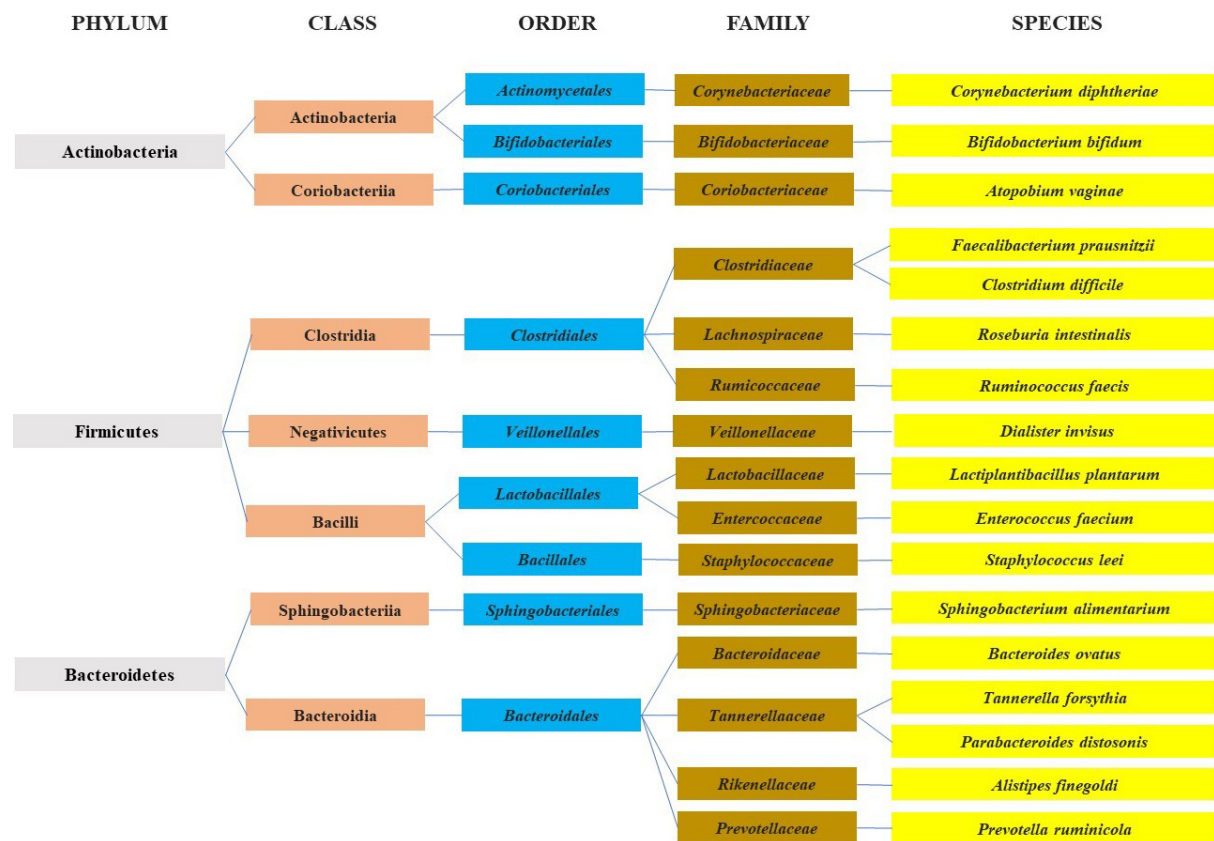 PHYLUM CLASS ORDER FAMILY SPECIES
Actinomycetales Corynebacteriaceae Corynebacterium diphtheriae
Actinobacteria
Bifidobacteriales Bifidobacteriaceae Bifidobacterium bifidum
Actinobacteria
Coriobacteriia Coriobacteriales Coriobacteriaceae Atopobium vaginae
Faecalibacterium prausnitzii
Clostridiaceae
Clostridium difficile
Clostridia Clostridiales Lachnospiraceae Roseburia intestinalis
Rumicoccaceae Ruminococcus faecis
Firmicutes Negativicutes Veillonellales Veillonellaceae Dialister invisus
Lactobacillaceae Lactiplantibacillus plantarum
Lactobacillales
Bacilli Entercoccaceae Enterococcus faecium
Bacillales Staphylococcaceae Staphylococcus leei
Sphingobacteriia Sphingobacteriales Sphingobacteriaceae Sphingobacterium alimentarium
Bacteroidaceae Bacteroides ovatus
Bacteroidetes
Tannerella forsythia
Bacteroidia Bacteroidales Tannerellaaceae
Parabacteroides distosonis
Rikenellaceae Alistipes finegoldi
Prevotellaceae Prevotella ruminicola